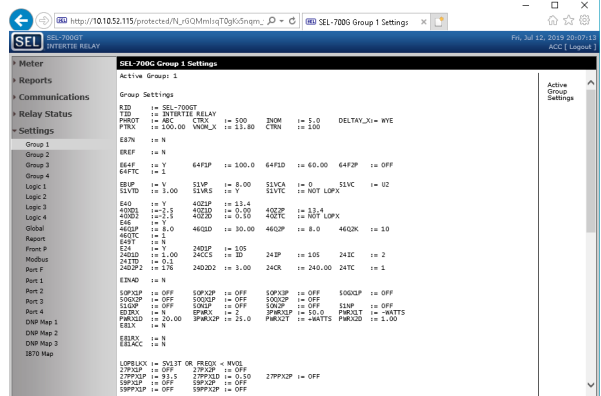 http://10.10.52.115/protected/N_rGQMmIsqT0gKx5nqm_:
SEL-700G Group 1 Settings
SEL
SEL-700GT
INTERTIE RELAY
Fri, Jul 12, 2019 20:07:13
ACC [ Logout ]
Meter
Reports
Communications
Relay Status
Settings
Group 1
Group 2
Group 3
Group 4
Logic 1
Logic 2
Logic 3
Logic 4
Global
Report
Front P
Modbus
Port F
Port 1
Port 2
Port 3
Port 4
DNP Map 1
DNP Map 2
DNP Map 3
I870 Map
SEL-700G Group 1 Settings
Active Group: 1
Group Settings
RID := SEL-700GT
TID := INTERTIE RELAY
PHROT := ABC CTRX := 500 INOM := 5.0 DELTAY_X:= WYE
PTRX := 100.00 VNOM_X := 13.80 CTRN := 100
E87N := N
EREF := N
E64F := Y 64F1P := 100.0 64F1D := 60.00 64F2P := OFF
64FTC := 1
EBUP := V 51VP := 8.00 51VCA := 0 51VC := U2
51VTD := 3.00 51VRS := Y 51VTC := NOT LOPX
E40 := Y 40Z1P := 13.4
40XD1 :=-2.5 40Z1D := 0.00 40Z2P := 13.4
40XD2 :=-2.5 40Z2D := 0.50 40ZTC := NOT LOPX
E46 := Y
46Q1P := 8.0 46Q1D := 30.00 46Q2P := 8.0 46Q2K := 10
46QTC := 1
E49T := N
E24 := Y 24D1P := 105
24D1D := 1.00 24CCS := ID 24IP := 105 24IC := 2
24ITD := 0.1
24D2P2 := 176 24D2D2 := 3.00 24CR := 240.00 24TC := 1
EINAD := N
50PX1P := OFF 50PX2P := OFF 50PX3P := OFF 50GX1P := OFF
50GX2P := OFF 50QX1P := OFF 50QX2P := OFF
51GXP := OFF 50N1P := OFF 50N2P := OFF 51NP := OFF
EDIRX := N EPWRX := 2 3PWRX1P := 50.0 PWRX1T := -WATTS
PWRX1D := 20.00 3PWRX2P := 25.0 PWRX2T := +WATTS PWRX2D := 1.00
E81X := N
E81RX := N
E81ACC := N
LOPBLKX := SV13T OR FREQX < MV01
27PX1P := OFF 27PX2P := OFF
27PPX1P := 93.5 27PPX1D := 0.50 27PPX2P := OFF
59PX1P := OFF 59PX2P := OFF
59PPX1P := OFF 59PPX2P := OFF
Active
Group
Settings